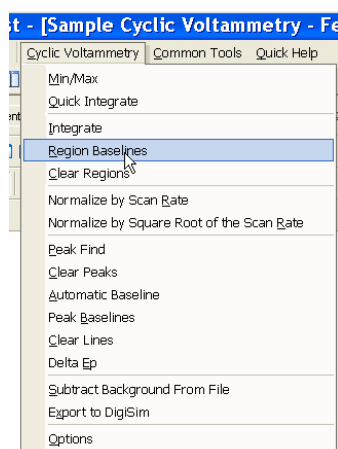 t - [Sample Cyclic Voltammetry - Fe
Cyclic Voltammetry Common Tools Quick Help
Min/Max
Quick Integrate
Integrate
Region Baselines
Clear Regions
Normalize by Scan Rate
Normalize by Square Root of the Scan Rate
Peak Find
Clear Peaks
Automatic Baseline
Peak Baselines
Clear Lines
Delta Ep
Subtract Background From File
Export to DigiSim
Options